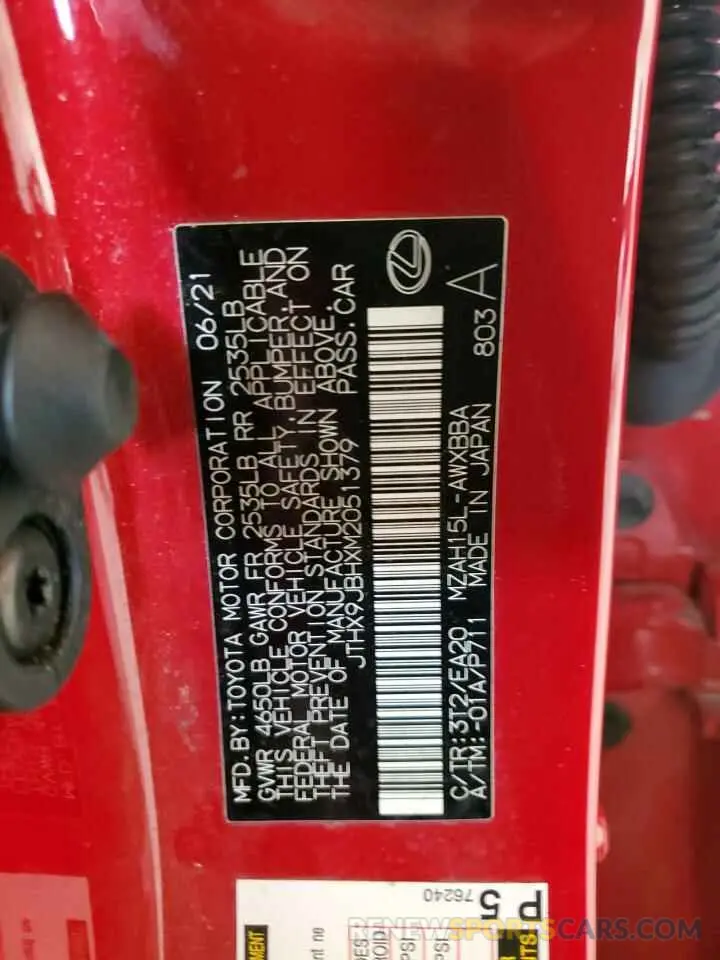 MFD.BY:TOYOTA MOTOR CORPORATION 06/21
GVWR 4650LB GAWR FR 2535LB RR 2535LB
THIS VEHICLE CONFORMS TO ALL APPLICABLE
FEDERAL MOTOR VEHICLE SAFETY, BUMPER, AND
THEFT PREVENTION STANDARDS IN EFFECT ON
THE DATE OF MANUFACTURE SHOWN ABOVE.
JTHX9JBHXM2051379 PASS.CAR
C/TR:3T2/EA20 MZAH15L-AWXBBA 803
A/TM:-01A/P711 MADE IN JAPAN A
76240
5
RENEWSPORTSCARS.COM